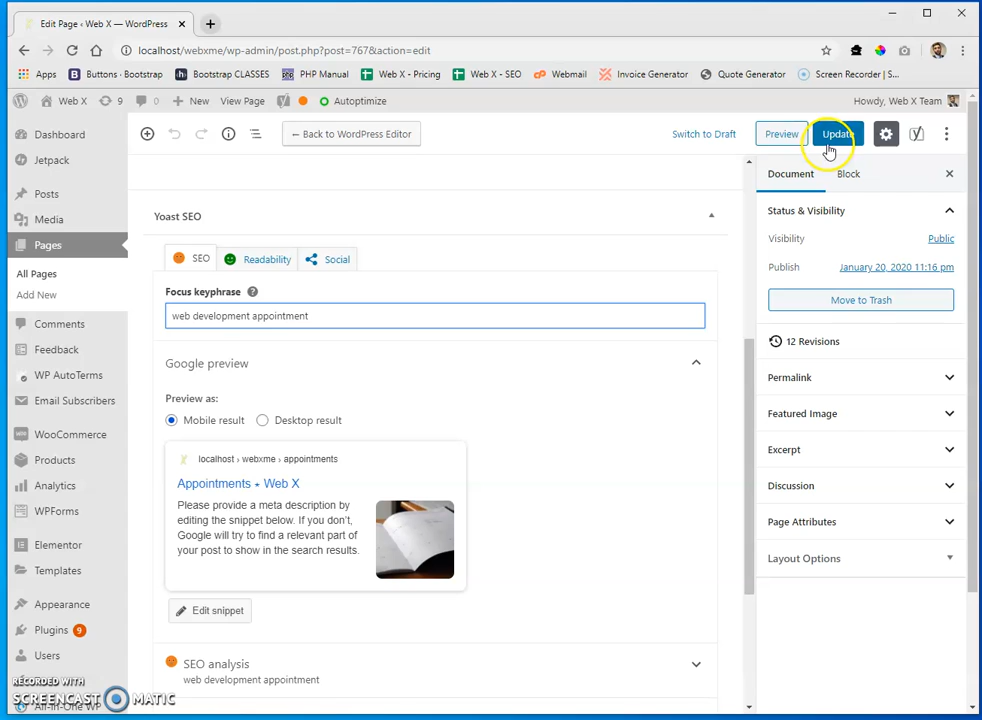 Edit Page ‹ Web X — WordPress
localhost/webxme/wp-admin/post.php?post=767&action=edit
Apps Buttons · Bootstrap Bootstrap CLASSES PHP Manual Web X - Pricing Web X - SEO Webmail Invoice Generator Quote Generator Screen Recorder | S...
Web X 9 0 New View Page Autoptimize Howdy, Web X Team
← Back to WordPress Editor Switch to Draft Preview Update
Dashboard
Jetpack
Posts
Media
Pages
All Pages
Add New
Comments
Feedback
WP AutoTerms
Email Subscribers
WooCommerce
Products
Analytics
WPForms
Elementor
Templates
Appearance
Plugins 9
Users
All-in-One WP
RECORDED WITH
SCREENCAST MATIC
Yoast SEO
SEO Readability Social
Focus keyphrase ?
web development appointment
Google preview
Preview as:
Mobile result Desktop result
localhost › webxme › appointments
Appointments ⋆ Web X
Please provide a meta description by
editing the snippet below. If you don't,
Google will try to find a relevant part of
your post to show in the search results.
Edit snippet
SEO analysis
web development appointment
Document Block
Status & Visibility
Visibility Public
Publish January 20, 2020 11:16 pm
Move to Trash
12 Revisions
Permalink
Featured Image
Excerpt
Discussion
Page Attributes
Layout Options